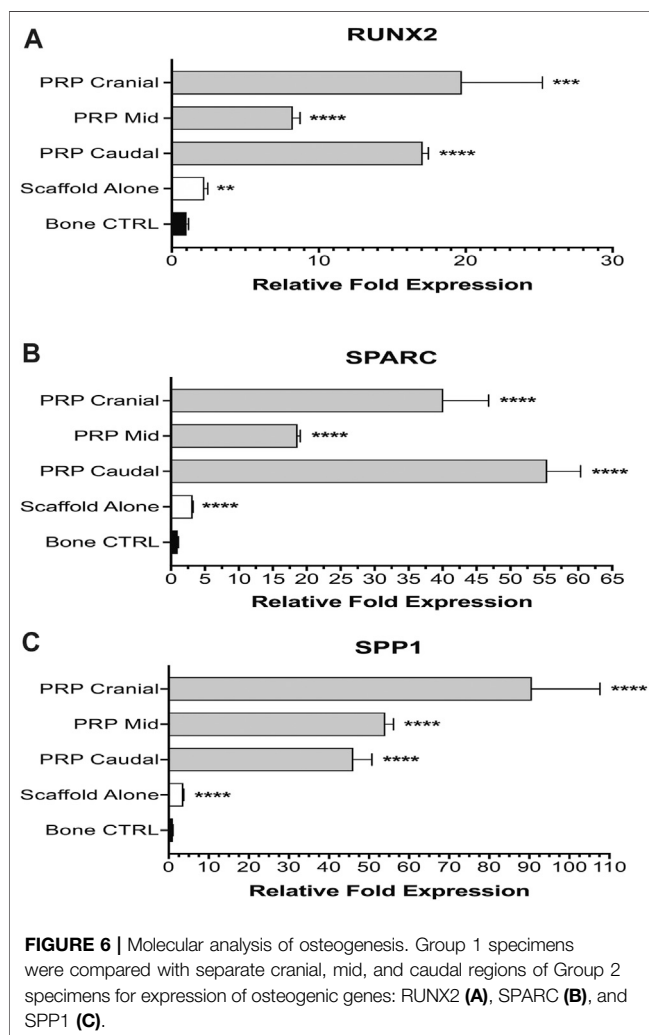 A
RUNX2
PRP Cranial
***
PRP Mid
****
PRP Caudal
****
Scaffold Alone
**
Bone CTRL
0 10 20 30
Relative Fold Expression
B
SPARC
PRP Cranial
****
PRP Mid
****
PRP Caudal
****
Scaffold Alone
****
Bone CTRL
0 5 10 15 20 25 30 35 40 45 50 55 60 65
Relative Fold Expression
C
SPP1
PRP Cranial
****
PRP Mid
****
PRP Caudal
****
Scaffold Alone
****
Bone CTRL
0 10 20 30 40 50 60 70 80 90 100 110
Relative Fold Expression
FIGURE 6 | Molecular analysis of osteogenesis. Group 1 specimens
were compared with separate cranial, mid, and caudal regions of Group 2
specimens for expression of osteogenic genes: RUNX2 (A), SPARC (B), and
SPP1 (C).